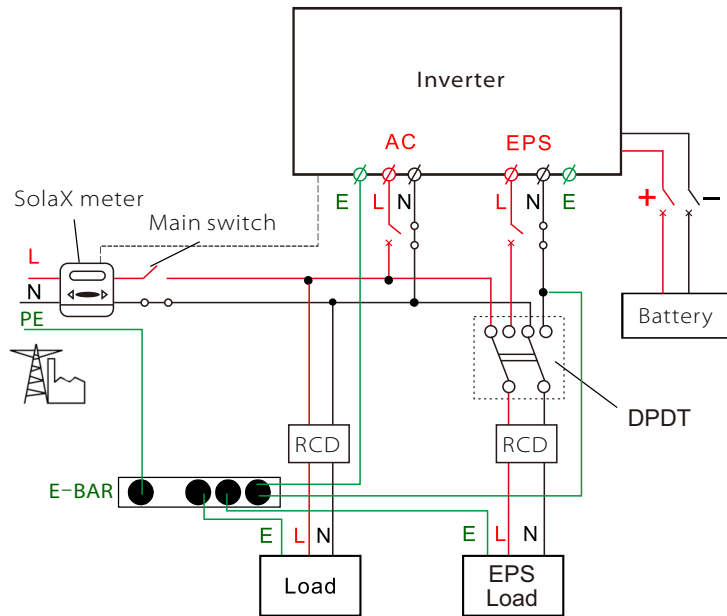 Inverter
AC
EPS
E
L
N
L
N
E
SolaX meter
Main switch
+
−
L
N
PE
Battery
DPDT
RCD
RCD
E-BAR
E
L
N
E
L
N
Load
EPS
Load